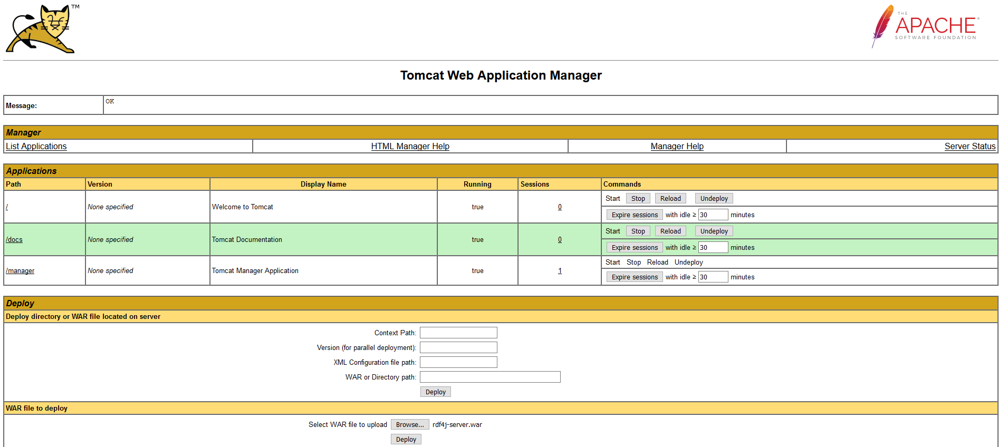 TM
THE
APACHE®
SOFTWARE FOUNDATION
Tomcat Web Application Manager
Message: OK
Manager
List Applications HTML Manager Help Manager Help Server Status
Applications
Path Version Display Name Running Sessions Commands
/ None specified Welcome to Tomcat true 0 Start Stop Reload Undeploy
Expire sessions with idle ≥ 30 minutes
/docs None specified Tomcat Documentation true 0 Start Stop Reload Undeploy
Expire sessions with idle ≥ 30 minutes
/manager None specified Tomcat Manager Application true 1 Start Stop Reload Undeploy
Expire sessions with idle ≥ 30 minutes
Deploy
Deploy directory or WAR file located on server
Context Path:
Version (for parallel deployment):
XML Configuration file path:
WAR or Directory path:
Deploy
WAR file to deploy
Select WAR file to upload Browse... rdf4j-server.war
Deploy